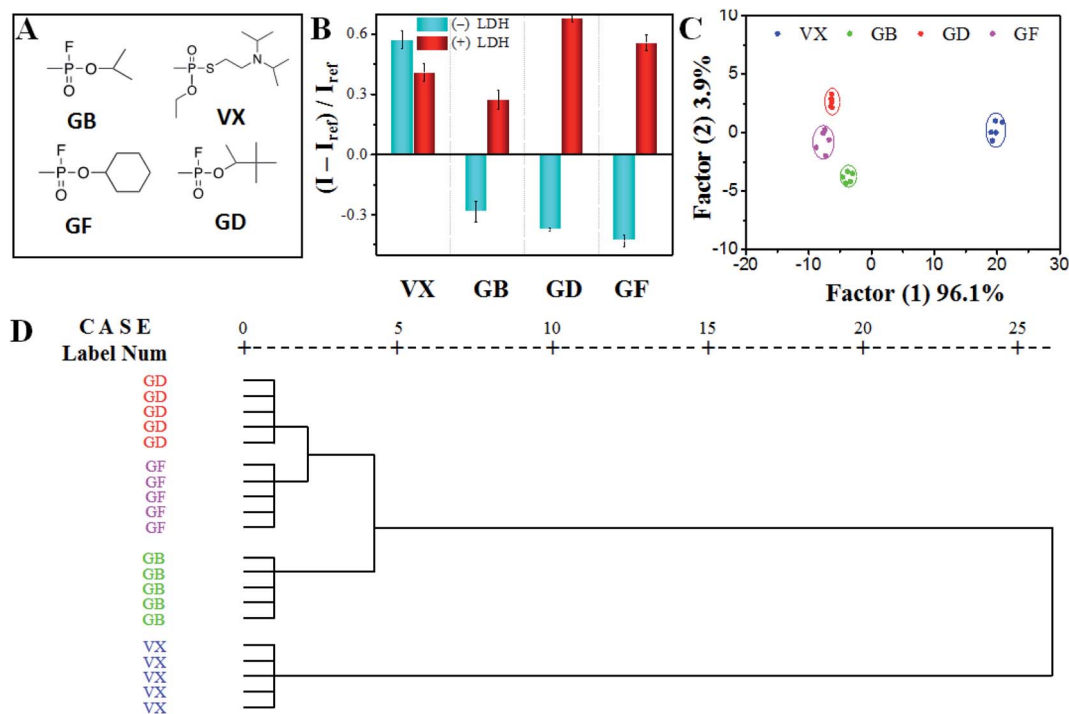 A
F
P
O
O
GB
P
S
N
O
O
VX
F
P
O
O
GF
F
P
O
O
GD
B
(−) LDH
(+) LDH
(I − I_ref) / I_ref
0.6
0.3
0.0
-0.3
VX GB GD GF
C
VX GB GD GF
Factor (2) 3.9%
10
5
0
-5
-10
-20 -10 0 10 20 30
Factor (1) 96.1%
D
C A S E 0 5 10 15 20 25
Label Num
GD
GD
GD
GD
GD
GF
GF
GF
GF
GF
GB
GB
GB
GB
GB
VX
VX
VX
VX
VX